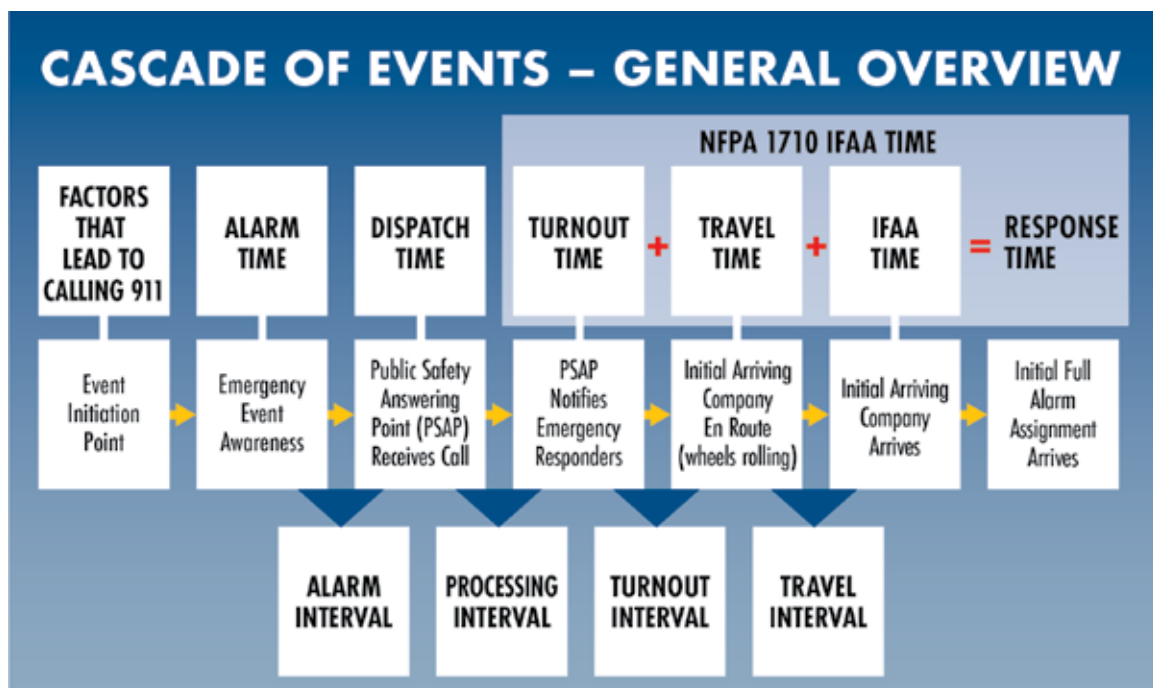 CASCADE OF EVENTS – GENERAL OVERVIEW
NFPA 1710 IFAA TIME
FACTORS
THAT
LEAD TO
CALLING 911
ALARM
TIME
DISPATCH
TIME
TURNOUT
TIME
+
TRAVEL
TIME
+
IFAA
TIME
=
RESPONSE
TIME
Event
Initiation
Point
Emergency
Event
Awareness
Public Safety
Answering
Point (PSAP)
Receives Call
PSAP
Notifies
Emergency
Responders
Initial Arriving
Company
En Route
(wheels rolling)
Initial Arriving
Company
Arrives
Initial Full
Alarm
Assignment
Arrives
ALARM
INTERVAL
PROCESSING
INTERVAL
TURNOUT
INTERVAL
TRAVEL
INTERVAL